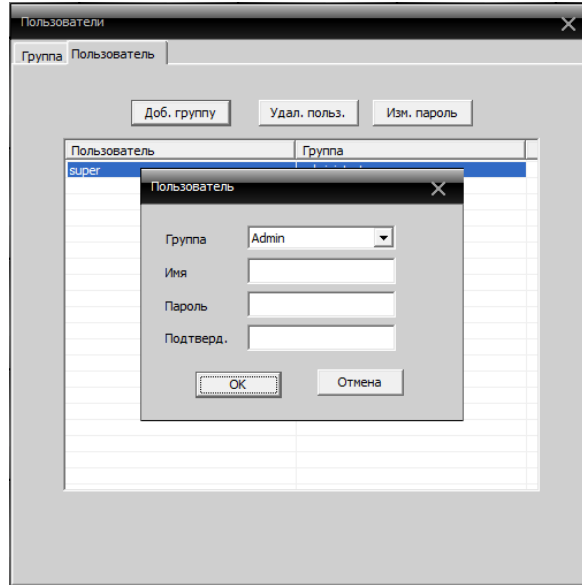 Пользователи
Группа Пользователь
Доб. группу Удал. польз. Изм. пароль
Пользователь Группа
super
Пользователь
Группа Admin
Имя
Пароль
Подтверд.
OK Отмена